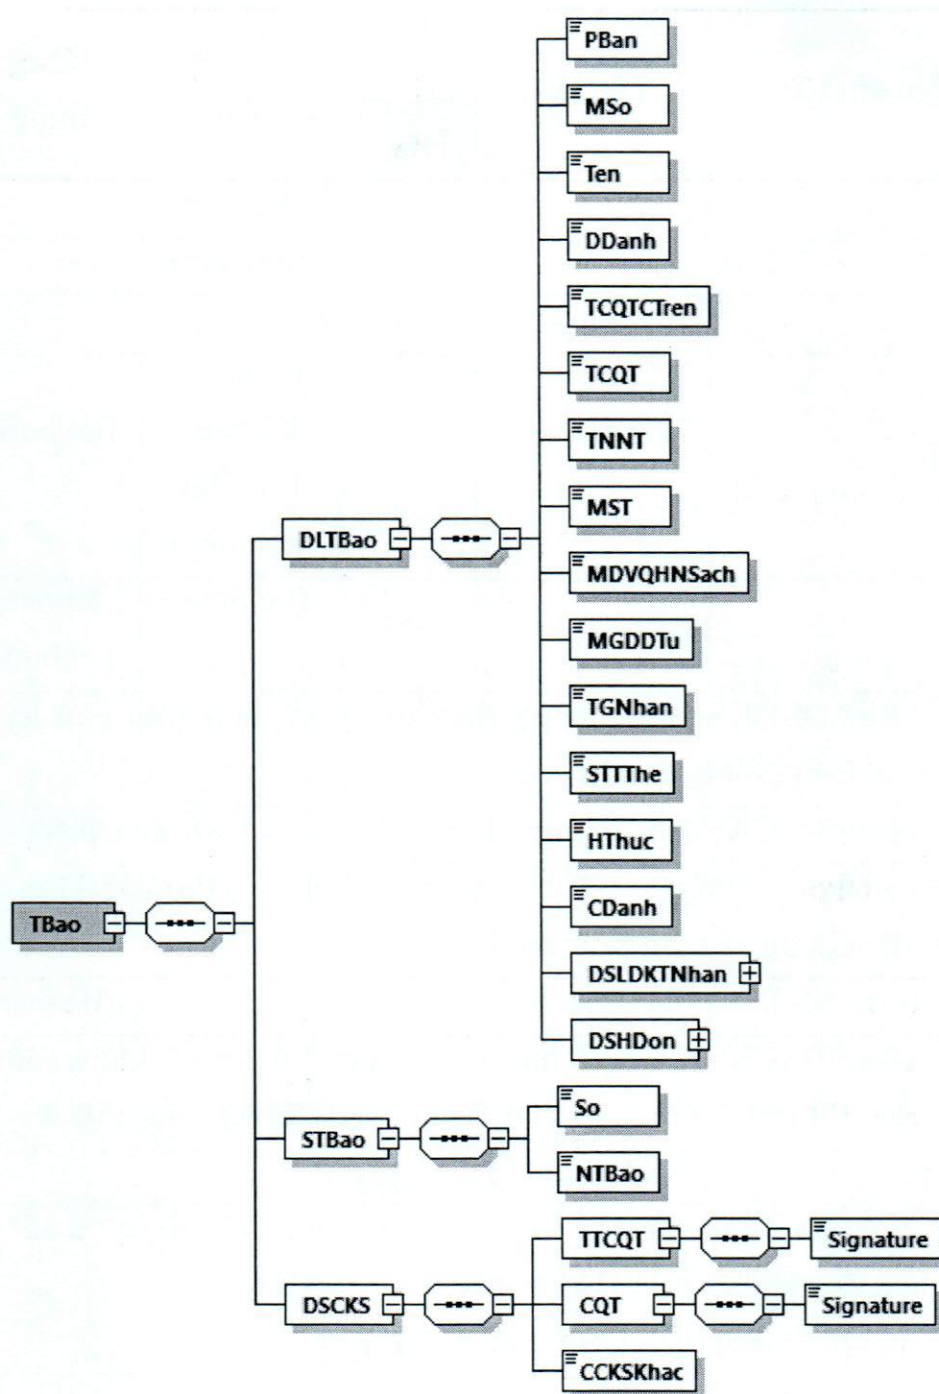 PBan
MSo
Ten
DDanh
TCQTCTren
TCQT
TNNT
MST
DLTBao
MDVQHNSach
MGDDTu
TGNhan
STTThe
HThuc
CDanh
TBao
DSLDKTNhan
DSHDon
So
STBao
NTBao
TTCQT
Signature
DSCKS
CQT
Signature
CCKSKhac